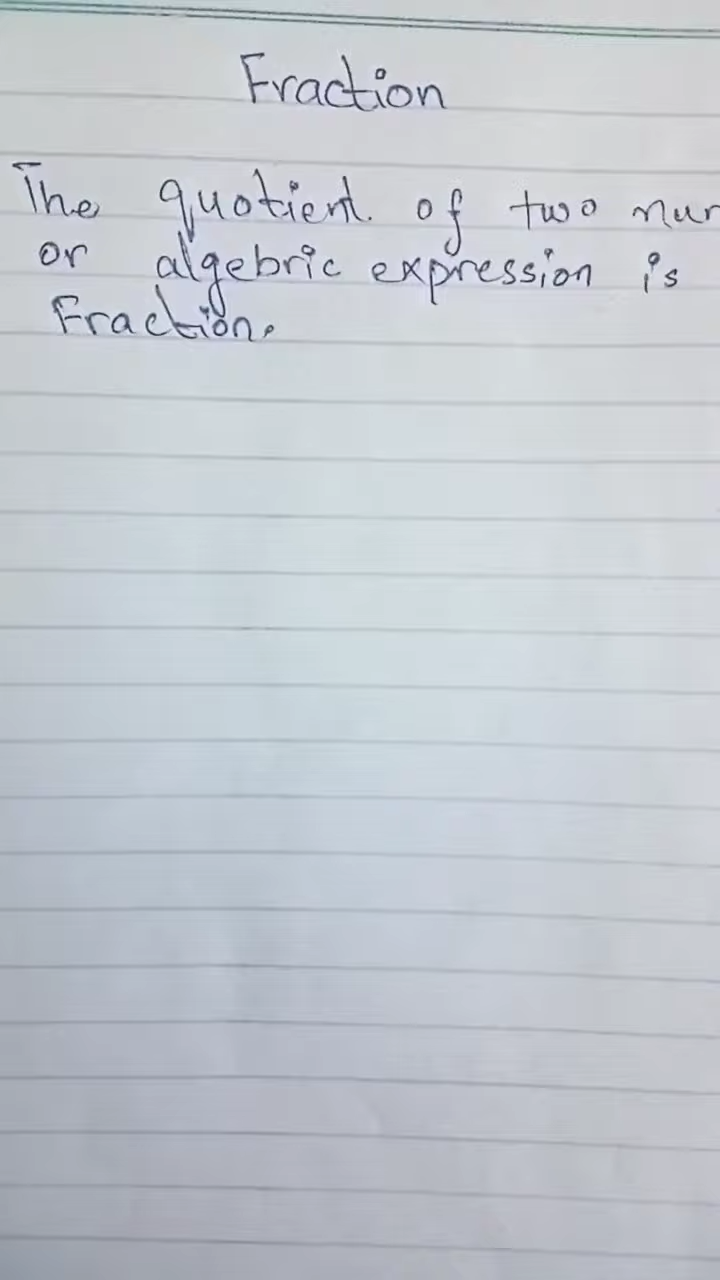 Fraction
The quotient of two
or algebric expression is
Fraction.